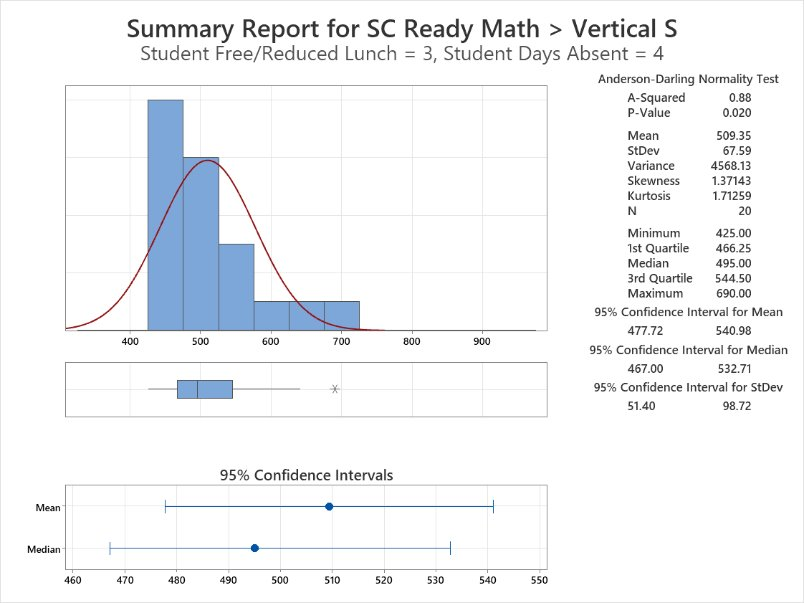 Summary Report for SC Ready Math > Vertical S
Student Free/Reduced Lunch = 3, Student Days Absent = 4
Anderson-Darling Normality Test
A-Squared 0.88
P-Value 0.020
Mean 509.35
StDev 67.59
Variance 4568.13
Skewness 1.37143
Kurtosis 1.71259
N 20
Minimum 425.00
1st Quartile 466.25
Median 495.00
3rd Quartile 544.50
Maximum 690.00
95% Confidence Interval for Mean
477.72 540.98
95% Confidence Interval for Median
467.00 532.71
95% Confidence Interval for StDev
51.40 98.72
400 500 600 700 800 900
95% Confidence Intervals
Mean
Median
460 470 480 490 500 510 520 530 540 550